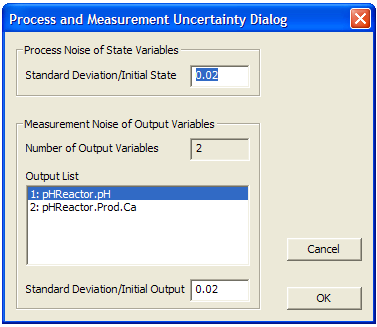 Process and Measurement Uncertainty Dialog
Process Noise of State Variables
Standard Deviation/Initial State 0.02
Measurement Noise of Output Variables
Number of Output Variables 2
Output List
1: pHReactor.pH
2: pHReactor.Prod.Ca
Cancel
Standard Deviation/Initial Output 0.02
OK